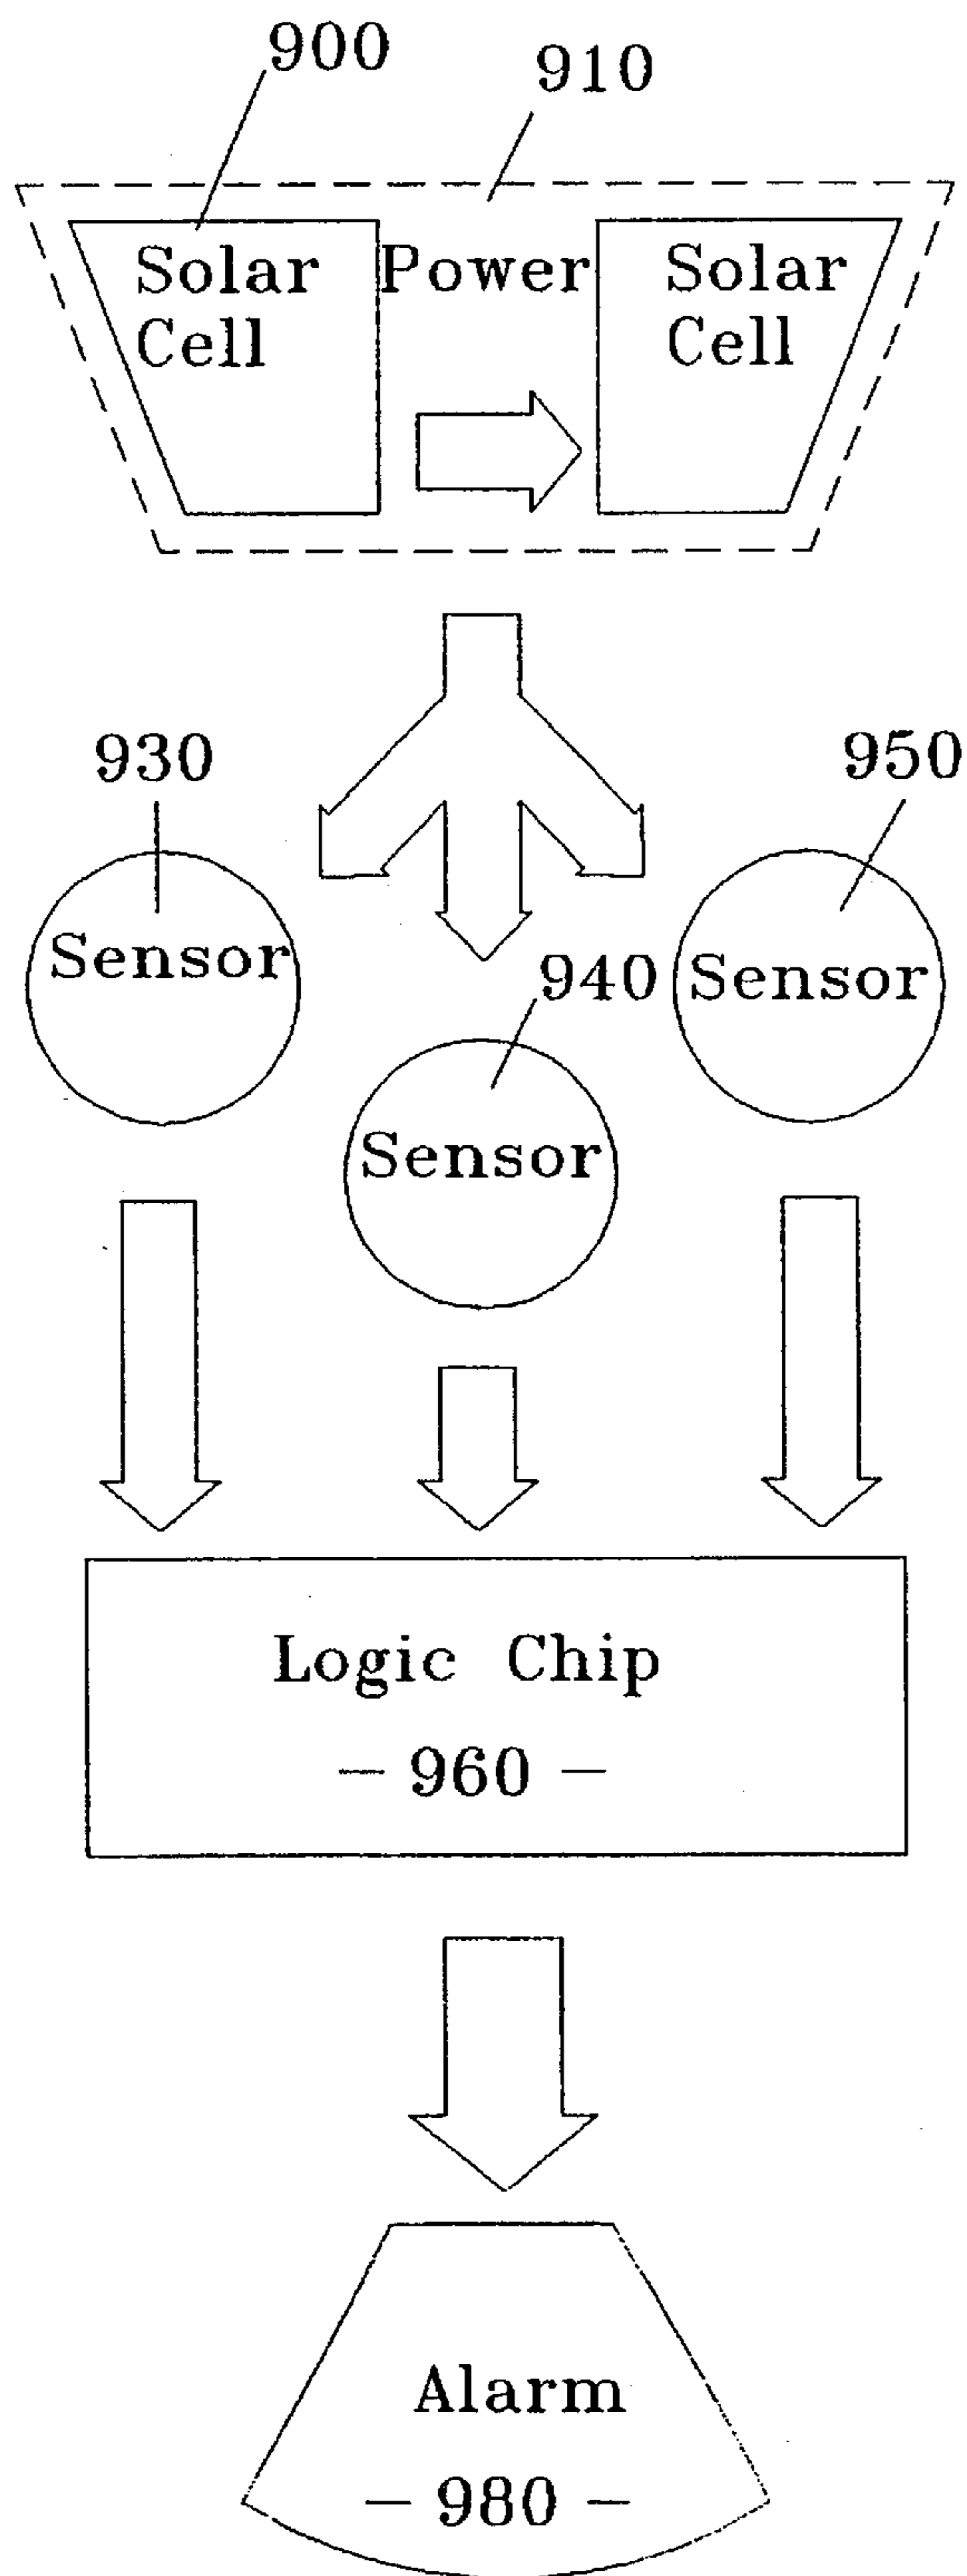 900
910
Solar
Cell
Power
Solar
Cell
930
950
Sensor
940
Sensor
Sensor
Logic Chip
- 960 -
Alarm
- 980 -